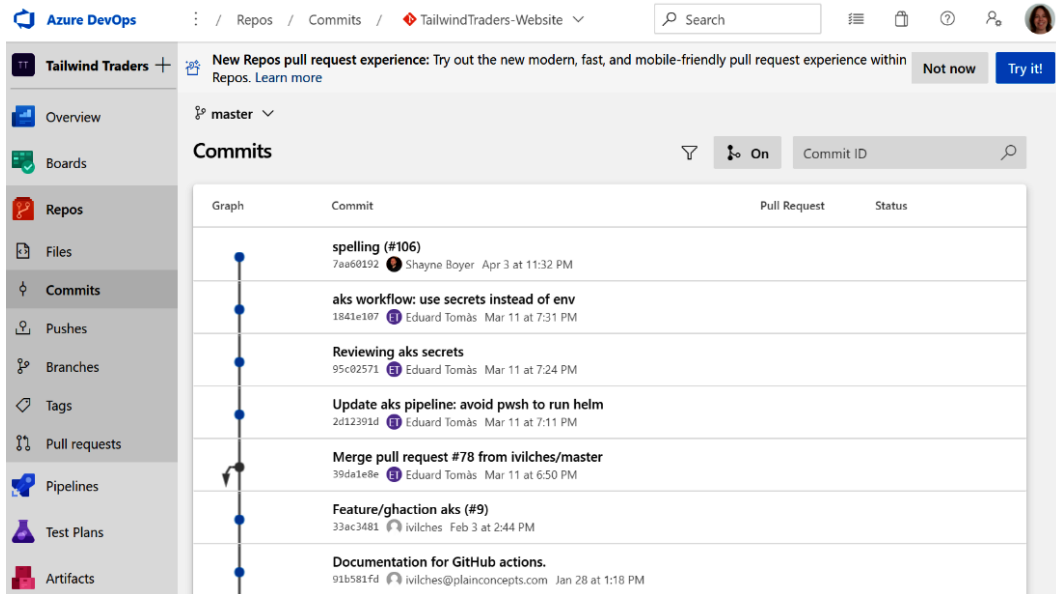 Azure DevOps
/ Repos / Commits / TailwindTraders-Website
Search
TT Tailwind Traders
New Repos pull request experience: Try out the new modern, fast, and mobile-friendly pull request experience within
Repos. Learn more
Not now
Try it!
Overview
Boards
Repos
Files
Commits
Pushes
Branches
Tags
Pull requests
Pipelines
Test Plans
Artifacts
master
Commits
On
Commit ID
Graph Commit Pull Request Status
spelling (#106)
7aa60192 Shayne Boyer Apr 3 at 11:32 PM
aks workflow: use secrets instead of env
1841e107 ET Eduard Tomàs Mar 11 at 7:31 PM
Reviewing aks secrets
95c02571 ET Eduard Tomàs Mar 11 at 7:24 PM
Update aks pipeline: avoid pwsh to run helm
2d12391d ET Eduard Tomàs Mar 11 at 7:11 PM
Merge pull request #78 from ivilches/master
39da1e8e ET Eduard Tomàs Mar 11 at 6:50 PM
Feature/ghaction aks (#9)
33ac3481 ivilches Feb 3 at 2:44 PM
Documentation for GitHub actions.
91b581fd ivilches@plainconcepts.com Jan 28 at 1:18 PM